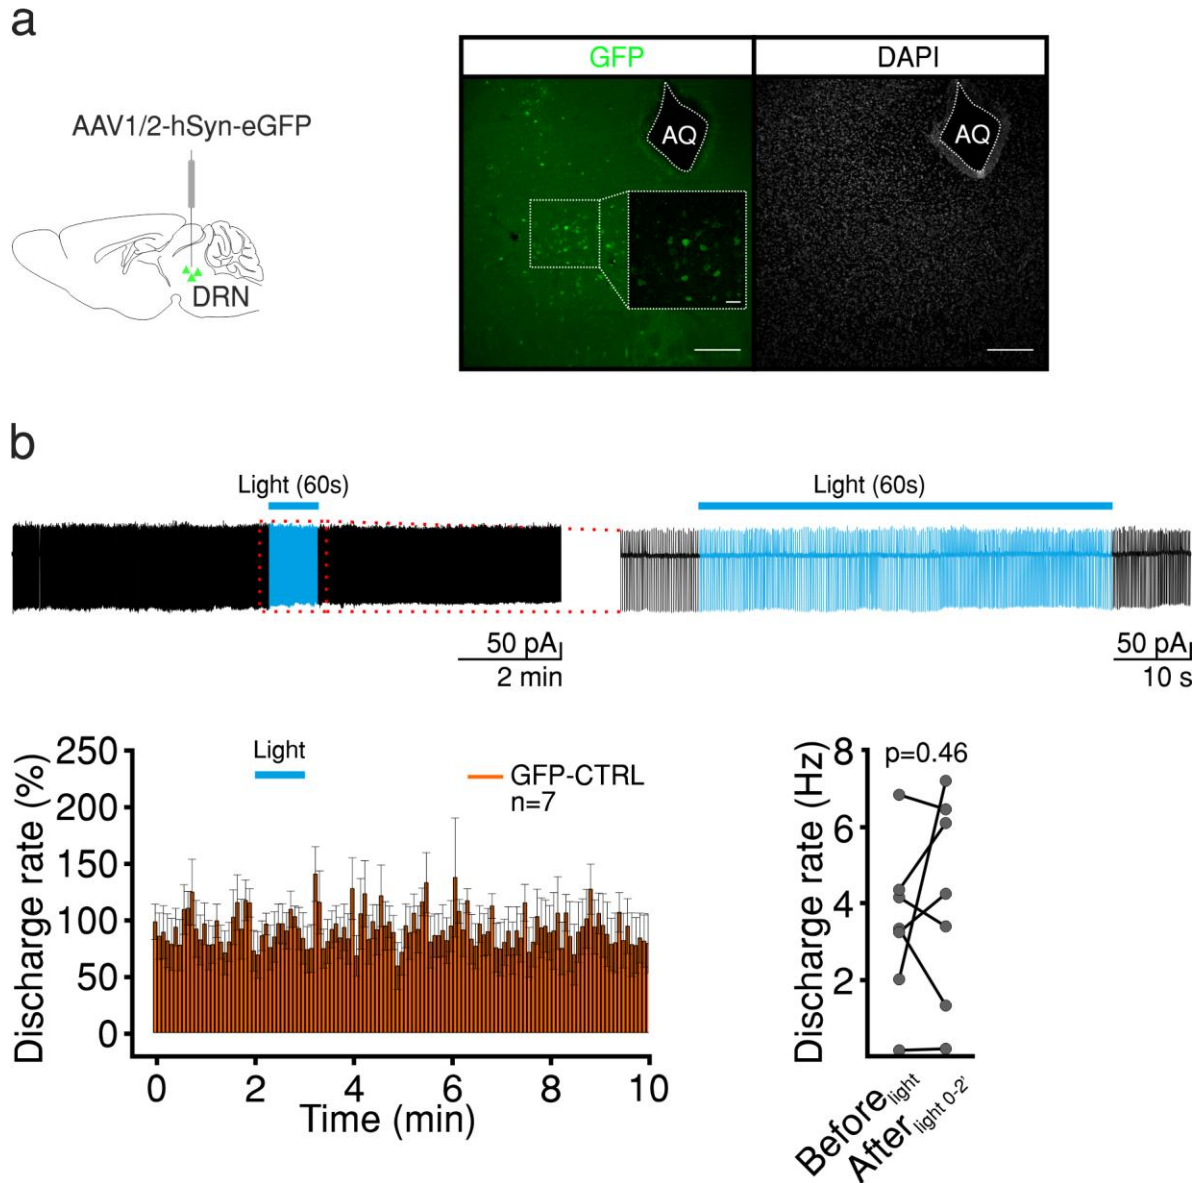 a
AAV1/2-hSyn-eGFP
DRN
GFP
DAPI
AQ
AQ
b
Light (60s)
Light (60s)
50 pA
2 min
50 pA
10 s
250
200
150
100
50
0
Discharge rate (%)
Light
GFP-CTRL
n=7
0
2
4
6
8
10
Time (min)
Discharge rate (Hz)
8
6
4
2
p=0.46
Before light
After light 0-2'